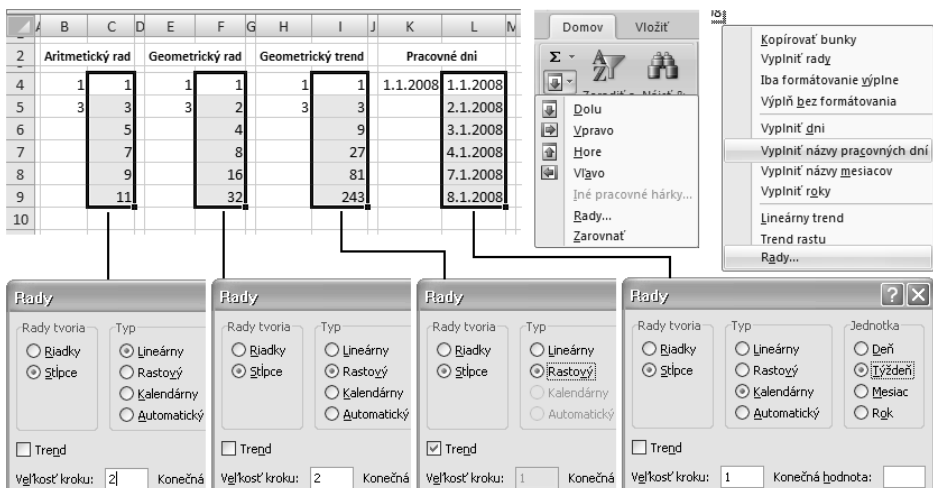 B C D E F G H I J K L M
2 Aritmetický rad Geometrický rad Geometrický trend Pracovné dni
4 1 1 1 1 1 1 1.1.2008 1.1.2008
5 3 3 3 2 3 3 2.1.2008
6 5 4 9 3.1.2008
7 7 8 27 4.1.2008
8 9 16 81 7.1.2008
9 11 32 243 8.1.2008
10
Domov Vložiť
Σ
Dolu
Vpravo
Hore
Vľavo
Iné pracovné hárky...
Rady...
Zarovnať
Kopírovať bunky
Vyplniť rady
Iba formátovanie výplne
Výplň bez formátovania
Vyplniť dni
Vyplniť názvy pracovných dní
Vyplniť názvy mesiacov
Vyplniť roky
Lineárny trend
Trend rastu
Rady...
Rady
Rady tvoria Typ
Riadky Lineárny
Stĺpce Rastový
Kalendárny
Automatický
Trend
Veľkosť kroku: 2 Konečná
Rady
Rady tvoria Typ
Riadky Lineárny
Stĺpce Rastový
Kalendárny
Automatický
Trend
Veľkosť kroku: 2 Konečná
Rady
Rady tvoria Typ
Riadky Lineárny
Stĺpce Rastový
Kalendárny
Automatický
Trend
Veľkosť kroku: 1 Konečná
Rady
Rady tvoria Typ Jednotka
Riadky Lineárny Deň
Stĺpce Rastový Týždeň
Kalendárny Mesiac
Automatický Rok
Trend
Veľkosť kroku: 1 Konečná hodnota: